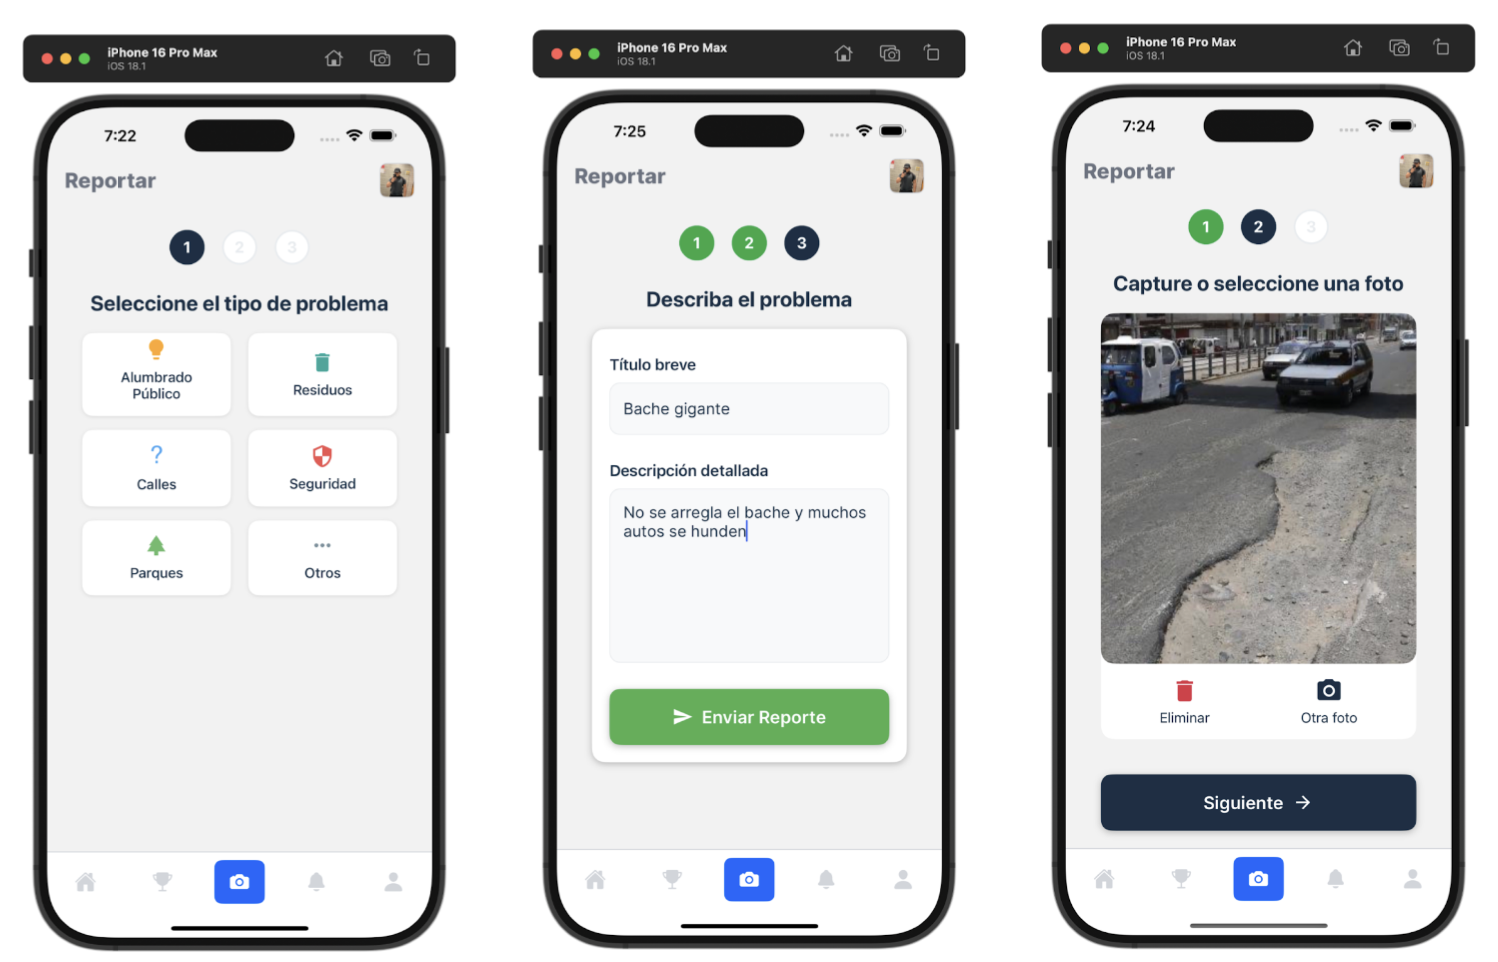 iPhone 16 Pro Max
iOS 18.1
7:22
Reportar
1 2 3
Seleccione el tipo de problema
Alumbrado
Público
Residuos
?
Calles
Seguridad
Parques
Otros
iPhone 16 Pro Max
iOS 18.1
7:25
Reportar
1 2 3
Describa el problema
Título breve
Bache gigante
Descripción detallada
No se arregla el bache y muchos
autos se hunden
Enviar Reporte
iPhone 16 Pro Max
iOS 18.1
7:24
Reportar
1 2 3
Capture o seleccione una foto
Eliminar
Otra foto
Siguiente →